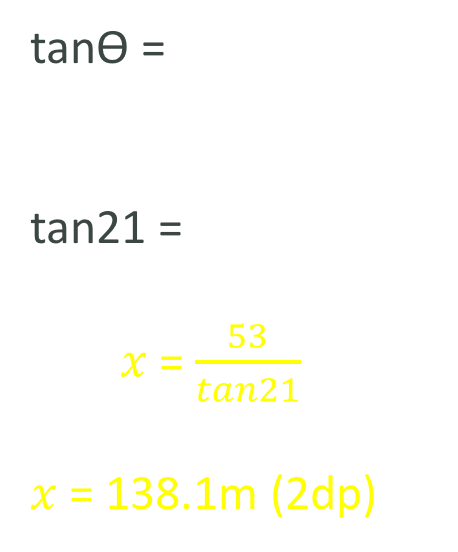 tanΘ =
tan21 =
x = 53/tan21
x = 138.1m (2dp)